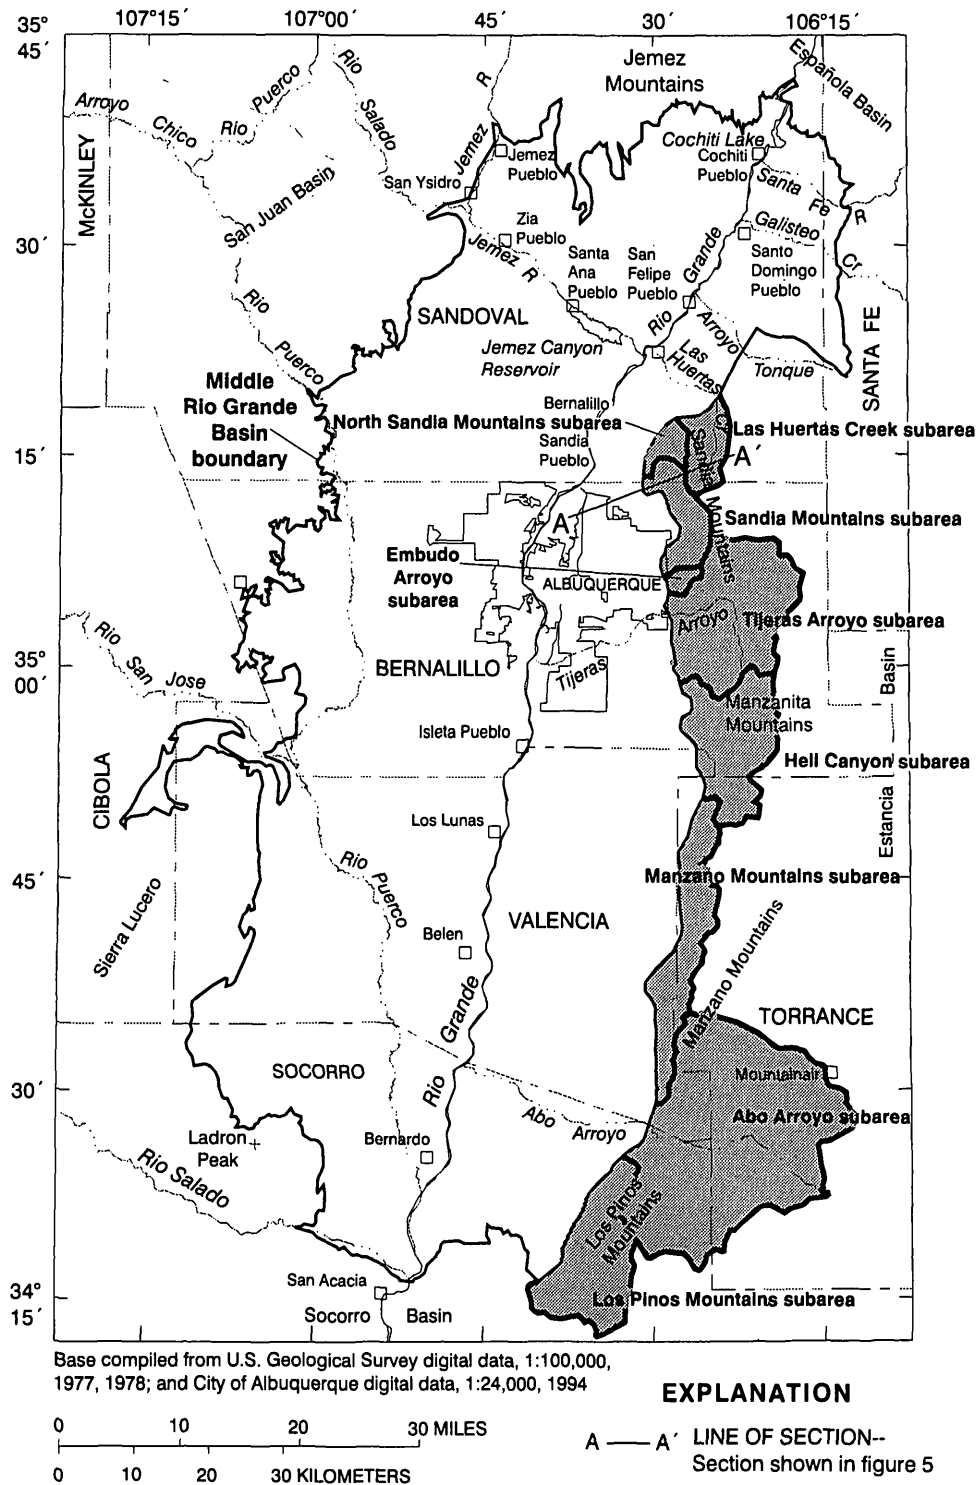 107°15´ 107°00´ 45´ 30´ 106°15´
35°
45´
Jemez
Mountains
Española Basin
Rio
Salado
R
Jemez
Rio
Puerco
Arroyo
Chico
Rio
McKINLEY
Cochiti Lake
Cochiti
Pueblo
Jemez
Pueblo
San Ysidro
Santa
Fe
R
San Juan Basin
Zia
Pueblo
Galisteo
Cr
30´
Jemez R
Santa
Ana
Pueblo
San
Felipe
Pueblo
Rio
Grande
Santo
Domingo
Pueblo
Rio
Puerco
SANDOVAL
Arroyo
Tonque
SANTA FE
Jemez Canyon
Reservoir
Las
Huertas
Cr
Middle
Rio Grande
Basin
boundary
Bernalillo
North Sandia Mountains subarea
Las Huertas Creek subarea
Sandia
Pueblo
15´
A´
Sandia
Mountains
A
Sandia Mountains subarea
Embudo
Arroyo
subarea
ALBUQUERQUE
Tijeras
Arroyo
Tijeras Arroyo subarea
Rio
San
Jose
35°
00´
BERNALILLO
Basin
Manzanita
Mountains
Isleta Pueblo
Hell Canyon subarea
CIBOLA
Los Lunas
Estancia
Rio
Puerco
45´
Manzano Mountains subarea
Sierra Lucero
VALENCIA
Belen
Manzano Mountains
Rio
Grande
TORRANCE
SOCORRO
Mountainair
30´
Abo
Arroyo
Abo Arroyo subarea
Ladron
Peak
Bernardo
Rio Salado
Los Pinos
Mountains
San Acacia
34°
15´
Los Pinos Mountains subarea
Socorro Basin
Base compiled from U.S. Geological Survey digital data, 1:100,000,
1977, 1978; and City of Albuquerque digital data, 1:24,000, 1994
EXPLANATION
0 10 20 30 MILES
0 10 20 30 KILOMETERS
A — A´ LINE OF SECTION--
Section shown in figure 5